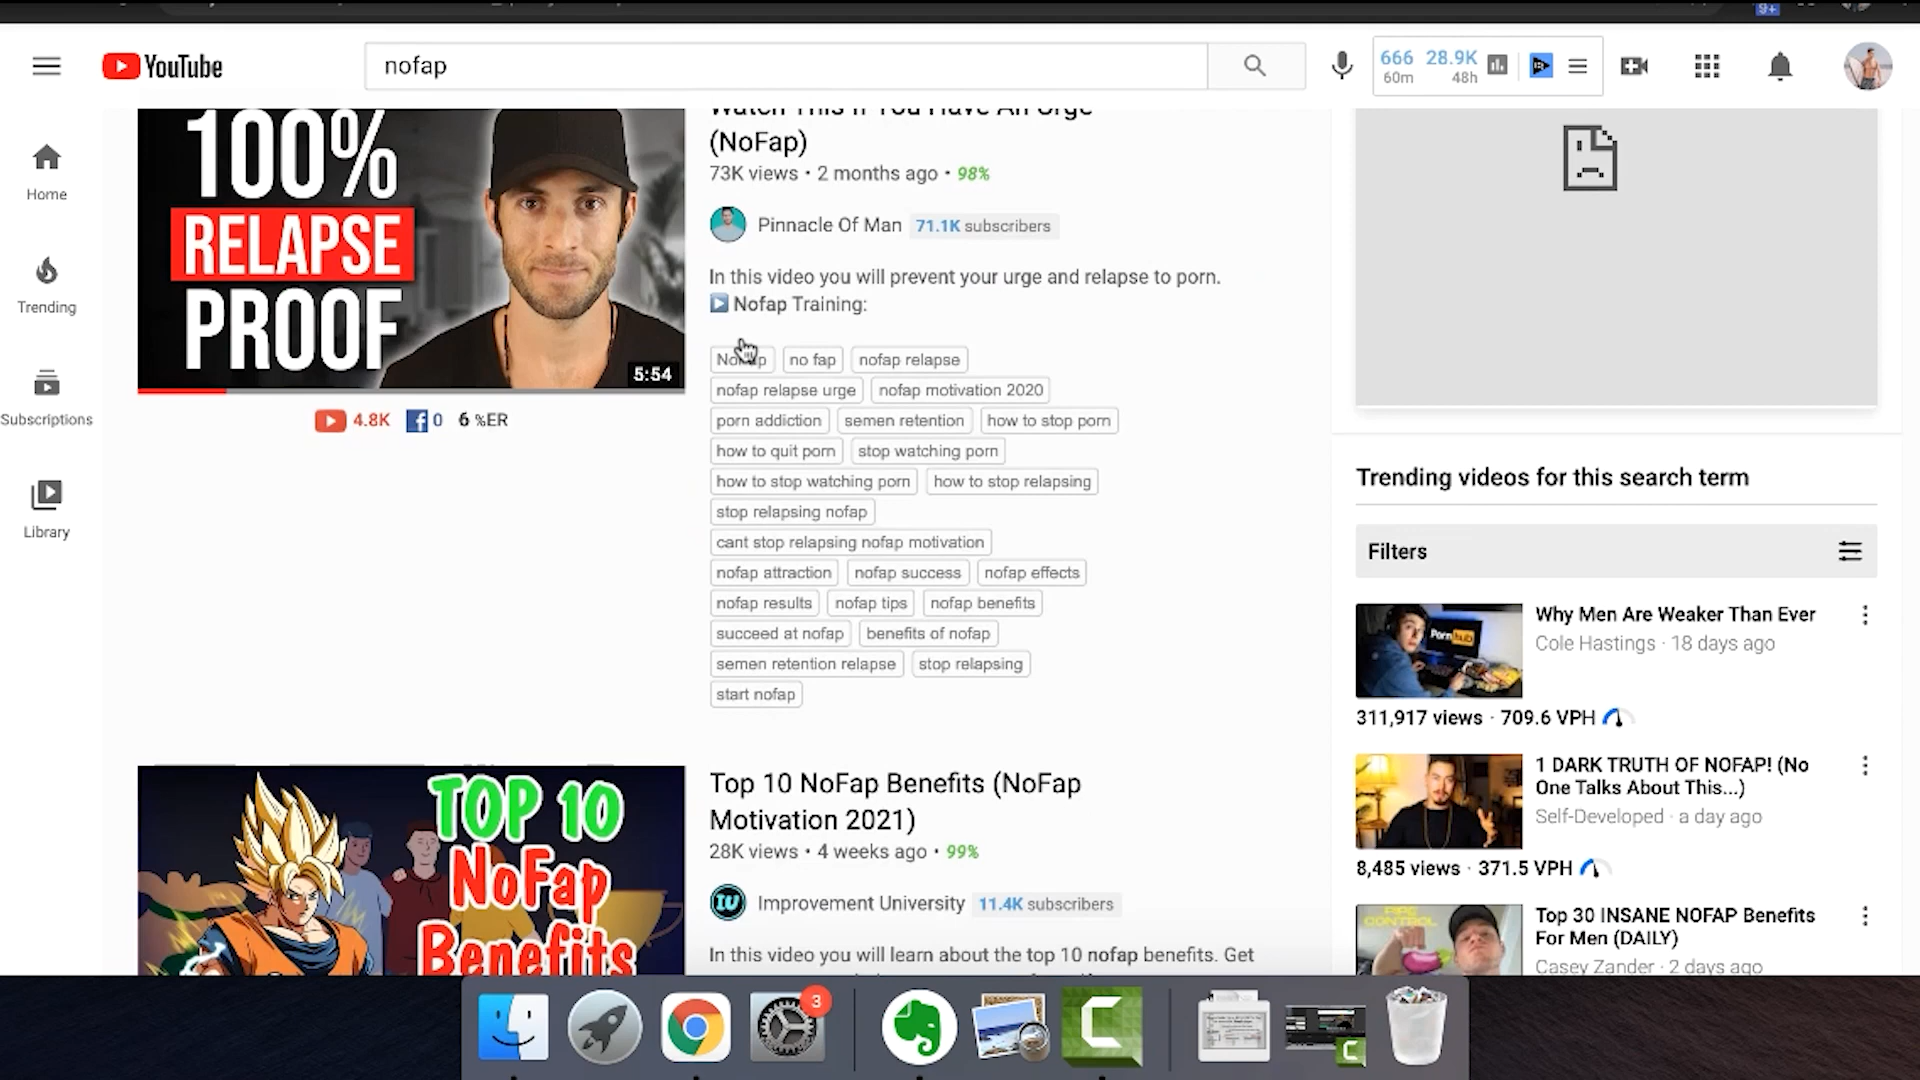 9+
YouTube
nofap
666 28.9K
60m 48h
Home
Trending
Subscriptions
Library
100%
RELAPSE
PROOF
5:54
4.8K 0 6 %ER
Watch This If You Have An Urge
(NoFap)
73K views • 2 months ago • 98%
Pinnacle Of Man 71.1K subscribers
In this video you will prevent your urge and relapse to porn.
Nofap Training:
no fap nofap relapse
nofap relapse urge nofap motivation 2020
porn addiction semen retention how to stop porn
how to quit porn stop watching porn
how to stop watching porn how to stop relapsing
stop relapsing nofap
cant stop relapsing nofap motivation
nofap attraction nofap success nofap effects
nofap results nofap tips nofap benefits
succeed at nofap benefits of nofap
semen retention relapse stop relapsing
start nofap
TOP 10
NoFap
Benefits
Top 10 NoFap Benefits (NoFap
Motivation 2021)
28K views • 4 weeks ago • 99%
IU Improvement University 11.4K subscribers
In this video you will learn about the top 10 nofap benefits. Get
Trending videos for this search term
Filters
Porn hub
Why Men Are Weaker Than Ever
Cole Hastings · 18 days ago
311,917 views · 709.6 VPH
1 DARK TRUTH OF NOFAP! (No
One Talks About This...)
Self-Developed · a day ago
8,485 views · 371.5 VPH
CONTROL
Top 30 INSANE NOFAP Benefits
For Men (DAILY)
Casey Zander · 2 days ago
3
C
C